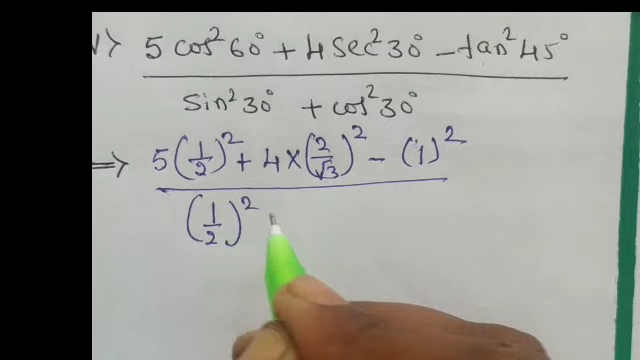 v> 5 cos² 60° + 4 sec² 30° - tan² 45°
sin² 30° + cos² 30°
⇒ 5 (1/2)² + 4 × (2/√3)² - (1)²
(1/2)²